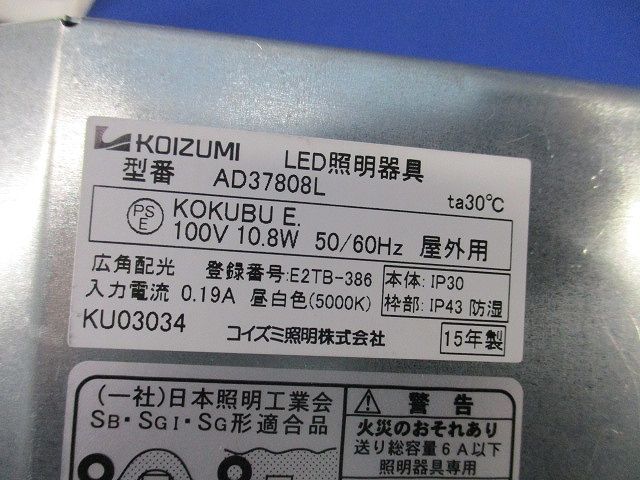 KOIZUMI LED照明器具
型番 AD37808L ta30℃
PS E KOKUBU E.
100V 10.8W 50/60Hz 屋外用
広角配光 登録番号:E2TB-386 本体: IP30
入力電流 0.19A 昼白色(5000K) 枠部: IP43 防湿
KU03034 コイズミ照明株式会社 15年製
(一社)日本照明工業会
SB・SGI・SG形適合品
⚠ 警告
火災のおそれあり
送り総容量6A以下
照明器具専用